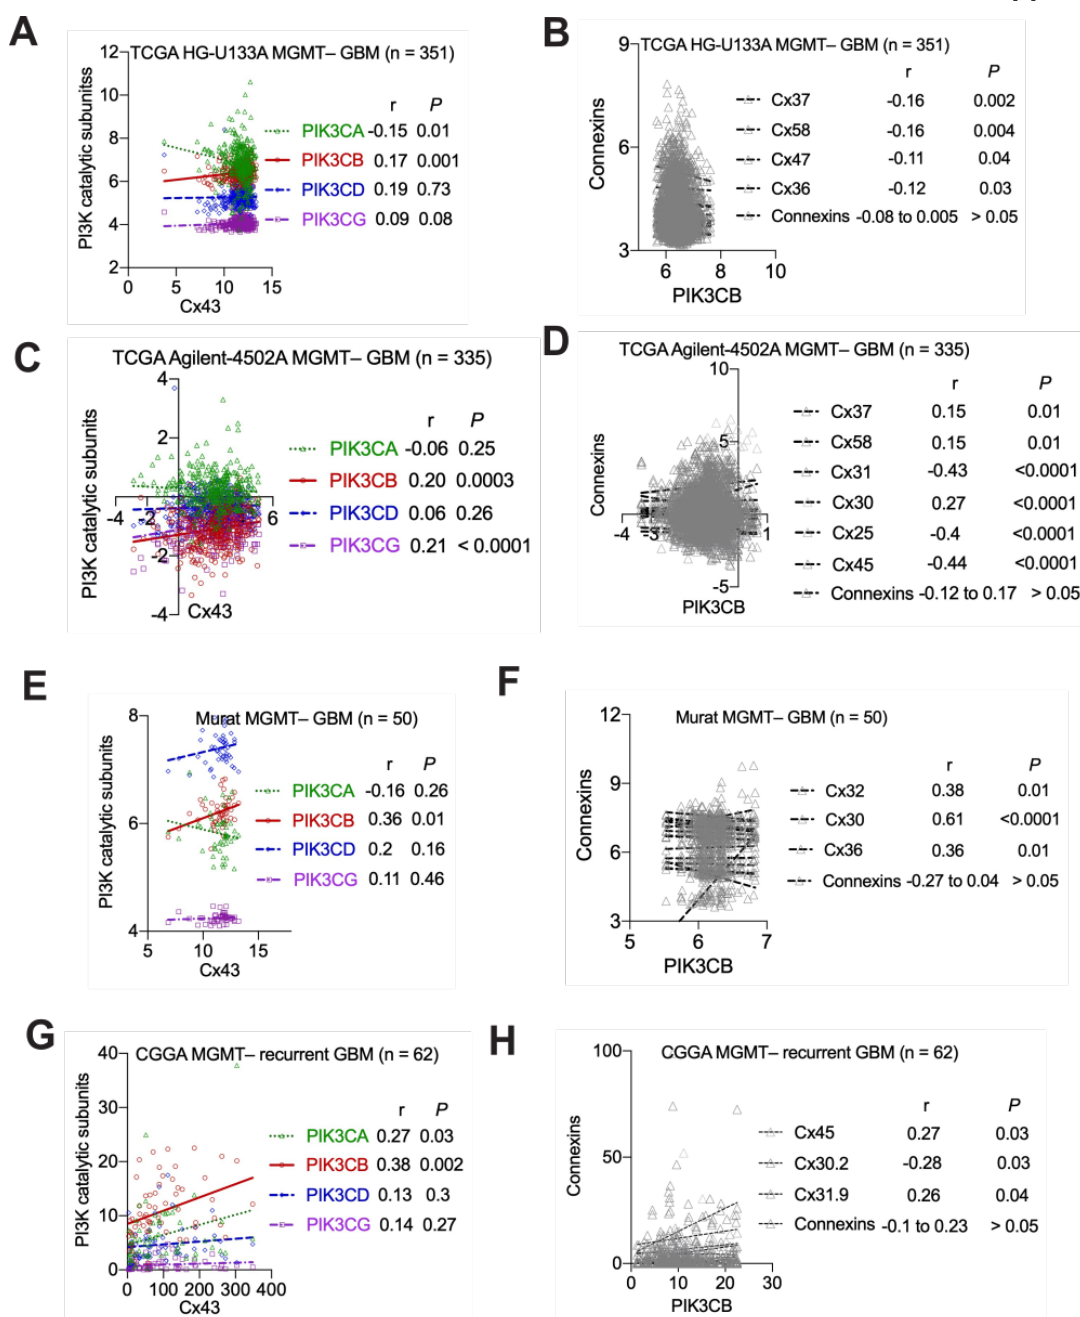 A
TCGA HG-U133A MGMT– GBM (n = 351)
PI3K catalytic subunitss
12
10
8
6
4
2
0 5 10 15
Cx43
r P
PIK3CA -0.15 0.01
PIK3CB 0.17 0.001
PIK3CD 0.19 0.73
PIK3CG 0.09 0.08
B
TCGA HG-U133A MGMT– GBM (n = 351)
Connexins
9
6
3
6 8 10
PIK3CB
r P
Cx37 -0.16 0.002
Cx58 -0.16 0.004
Cx47 -0.11 0.04
Cx36 -0.12 0.03
Connexins -0.08 to 0.005 > 0.05
C
TCGA Agilent-4502A MGMT– GBM (n = 335)
PI3K catalytic subunits
4
2
-4 -2 6
-2
-4
Cx43
r P
PIK3CA -0.06 0.25
PIK3CB 0.20 0.0003
PIK3CD 0.06 0.26
PIK3CG 0.21 < 0.0001
D
TCGA Agilent-4502A MGMT– GBM (n = 335)
Connexins
10
5
-4 -3 1
-5
PIK3CB
r P
Cx37 0.15 0.01
Cx58 0.15 0.01
Cx31 -0.43 <0.0001
Cx30 0.27 <0.0001
Cx25 -0.4 <0.0001
Cx45 -0.44 <0.0001
Connexins -0.12 to 0.17 > 0.05
E
Murat MGMT– GBM (n = 50)
PI3K catalytic subunits
8
6
4
5 10 15
Cx43
r P
PIK3CA -0.16 0.26
PIK3CB 0.36 0.01
PIK3CD 0.2 0.16
PIK3CG 0.11 0.46
F
Murat MGMT– GBM (n = 50)
Connexins
12
9
6
3
5 6 7
PIK3CB
r P
Cx32 0.38 0.01
Cx30 0.61 <0.0001
Cx36 0.36 0.01
Connexins -0.27 to 0.04 > 0.05
G
CGGA MGMT– recurrent GBM (n = 62)
PI3K catalytic subunits
40
30
20
10
0
0 100 200 300 400
Cx43
r P
PIK3CA 0.27 0.03
PIK3CB 0.38 0.002
PIK3CD 0.13 0.3
PIK3CG 0.14 0.27
H
CGGA MGMT– recurrent GBM (n = 62)
Connexins
100
50
0
0 10 20 30
PIK3CB
r P
Cx45 0.27 0.03
Cx30.2 -0.28 0.03
Cx31.9 0.26 0.04
Connexins -0.1 to 0.23 > 0.05